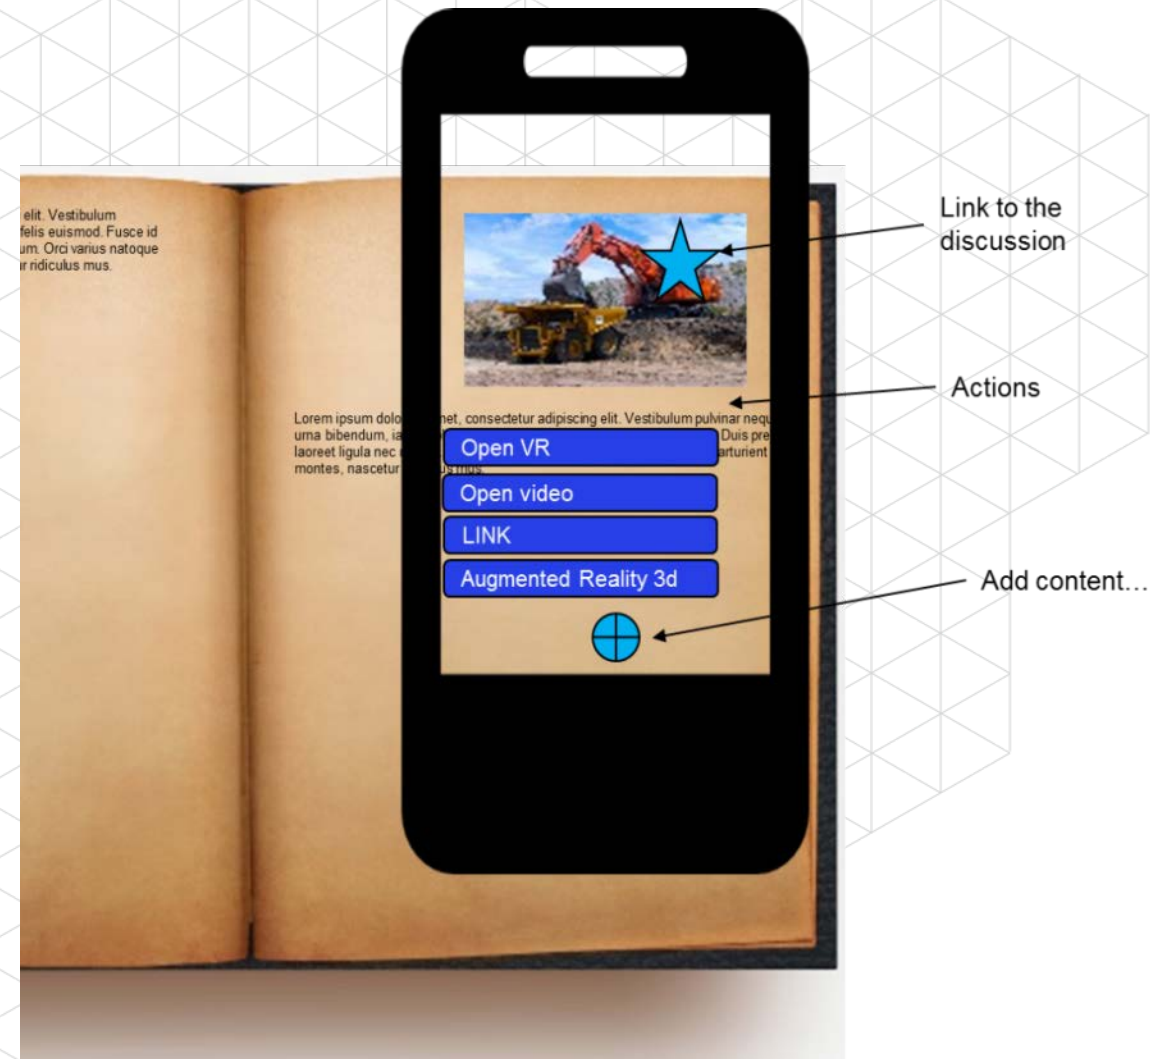 elit. Vestibulum
felis euismod. Fusce id
um. Orci varius natoque
ur ridiculus mus.
Link to the
discussion
Actions
Lorem ipsum dolo met, consectetur adipiscing elit. Vestibulum pulvinar nequ
urna bibendum, ia Duis pre
laoreet ligula nec arturient
montes, nascetur us mus.
Open VR
Open video
LINK
Augmented Reality 3d
Add content…